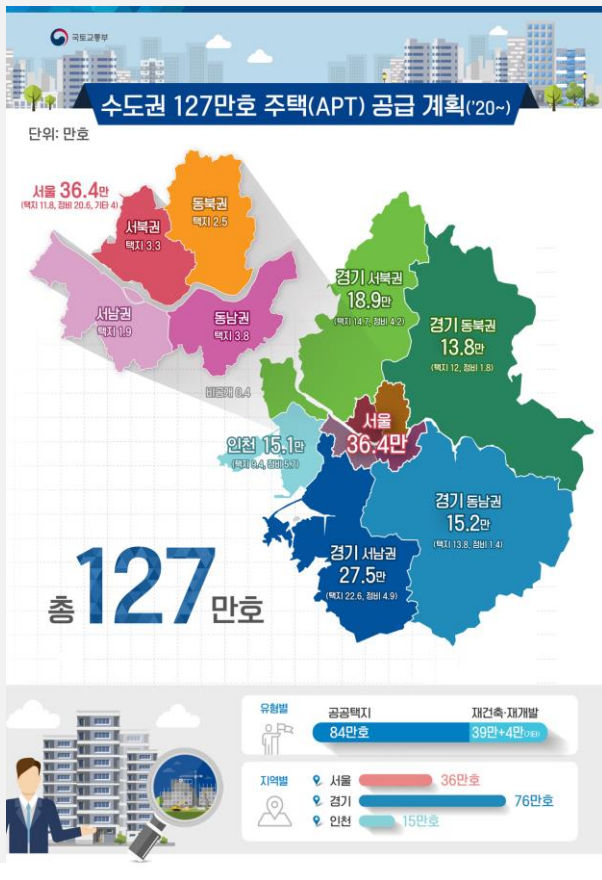 국토교통부
수도권 127만호 주택(APT) 공급 계획('20~)
단위: 만호
서울 36.4만
(택지 11.8, 정비 20.6, 기타 4)
동북권
택지 2.5
서북권
택지 3.3
서남권
택지 1.9
동남권
택지 3.8
비공개 0.4
경기 서북권
18.9만
(택지 14.7, 정비 4.2)
경기 동북권
13.8만
(택지 12, 정비 1.8)
서울
36.4만
인천 15.1만
(택지 9.4, 정비 5.7)
경기 동남권
15.2만
(택지 13.8, 정비 1.4)
경기 서남권
27.5만
(택지 22.6, 정비 4.9)
총 127 만호
유형별
공공택지 재건축·재개발
84만호 39만+4만(기타)
지역별
서울 36만호
경기 76만호
인천 15만호